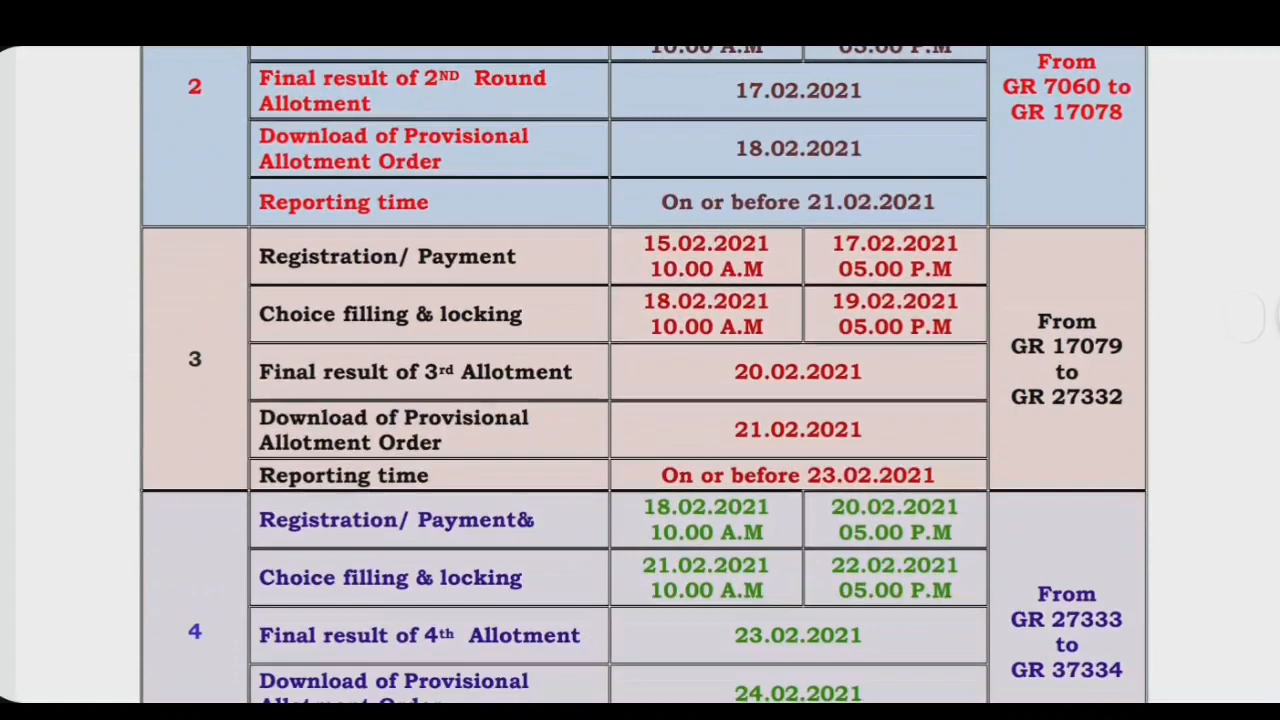 10.00 A.M
2
Final result of 2ND Round
Allotment
17.02.2021
From
GR 7060 to
GR 17078
Download of Provisional
Allotment Order
18.02.2021
Reporting time
On or before 21.02.2021
3
Registration/ Payment
15.02.2021
10.00 A.M
17.02.2021
05.00 P.M
Choice filling & locking
18.02.2021
10.00 A.M
19.02.2021
05.00 P.M
Final result of 3rd Allotment
20.02.2021
Download of Provisional
Allotment Order
21.02.2021
Reporting time
On or before 23.02.2021
From
GR 17079
to
GR 27332
4
Registration/ Payment&
18.02.2021
10.00 A.M
20.02.2021
05.00 P.M
Choice filling & locking
21.02.2021
10.00 A.M
22.02.2021
05.00 P.M
Final result of 4th Allotment
23.02.2021
Download of Provisional
24.02.2021
From
GR 27333
to
GR 37334